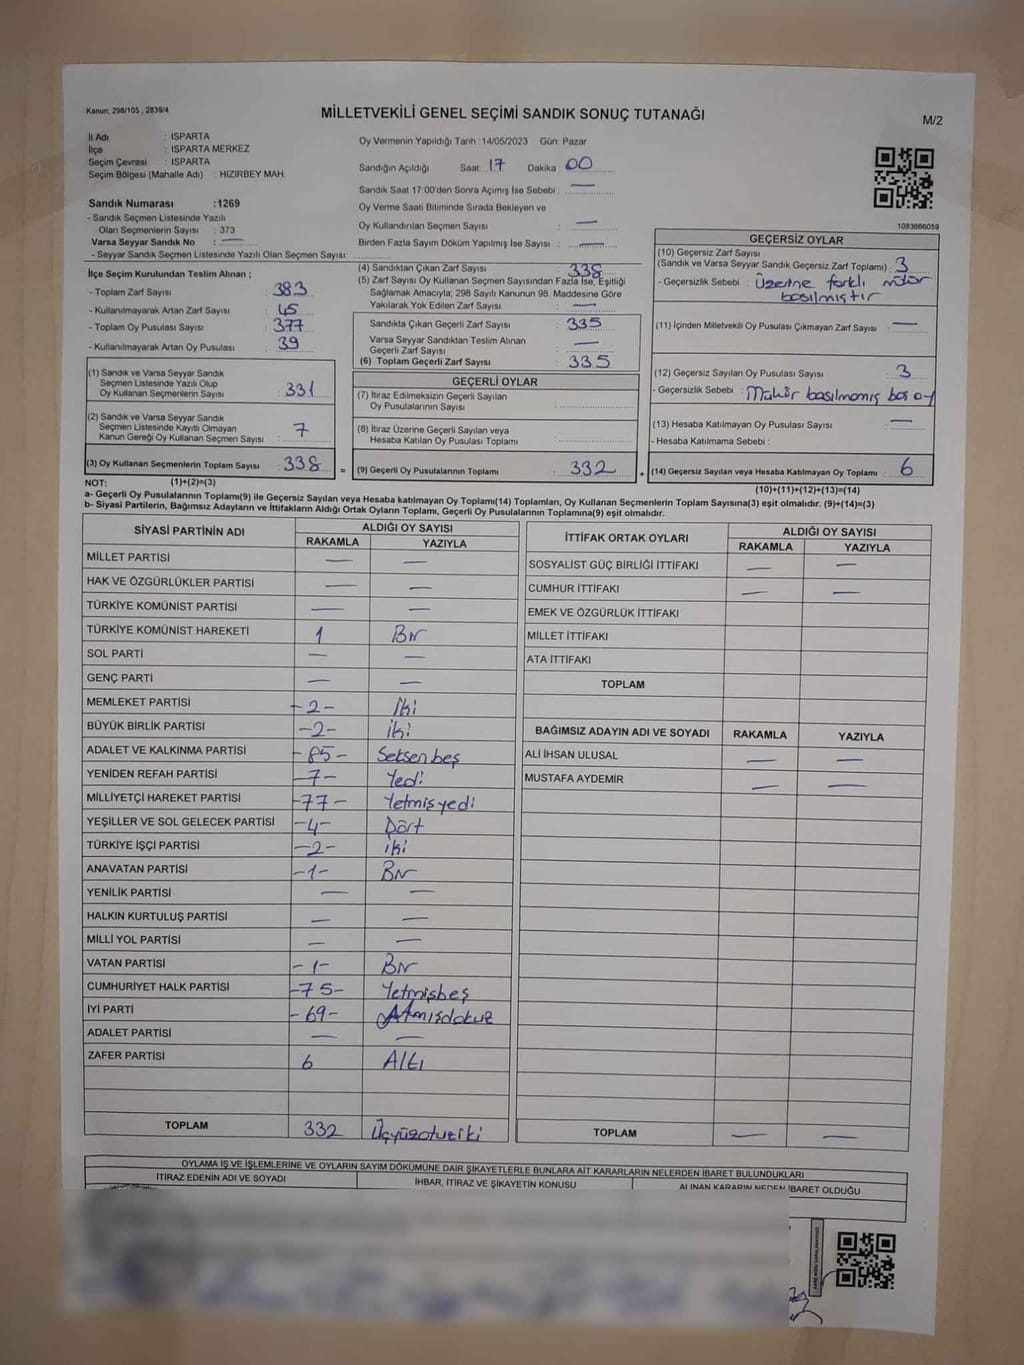 Kanun: 298/105 , 2839/4
MİLLETVEKİLİ GENEL SEÇİMİ SANDIK SONUÇ TUTANAĞI
M/2
İl Adı : ISPARTA
İlçe : ISPARTA MERKEZ
Seçim Çevresi : ISPARTA
Seçim Bölgesi (Mahalle Adı) : HIZIRBEY MAH.
Oy Vermenin Yapıldığı Tarih :14/05/2023 Gün: Pazar
Sandığın Açıldığı Saat: 17 Dakika : 00
Sandık Saat 17:00'den Sonra Açımış İse Sebebi : —
Oy Verme Saati Bitiminde Sırada Bekleyen ve
Oy Kullandırılan Seçmen Sayısı : —
Birden Fazla Sayım Döküm Yapılmış İse Sayısı : —
Sandık Numarası :1269
- Sandık Seçmen Listesinde Yazılı
Olan Seçmenlerin Sayısı : 373
Varsa Seyyar Sandık No : —
- Seyyar Sandık Seçmen Listesinde Yazılı Olan Seçmen Sayısı:
1083666059
İlçe Seçim Kurulundan Teslim Alınan ;
- Toplam Zarf Sayısı : 383
- Kullanılmayarak Artan Zarf Sayısı : 45
- Toplam Oy Pusulası Sayısı : 377
- Kullanılmayarak Artan Oy Pusulası : 39
(4) Sandıktan Çıkan Zarf Sayısı : 338
(5) Zarf Sayısı Oy Kullanan Seçmen Sayısından Fazla İse, Eşitliği
Sağlamak Amacıyla; 298 Sayılı Kanunun 98. Maddesine Göre
Yakılarak Yok Edilen Zarf Sayısı : —
Sandıkta Çıkan Geçerli Zarf Sayısı : 335
Varsa Seyyar Sandıktan Teslim Alınan
Geçerli Zarf Sayısı : —
(6) Toplam Geçerli Zarf Sayısı : 335
GEÇERSİZ OYLAR
(10) Geçersiz Zarf Sayısı
(Sandık ve Varsa Seyyar Sandık Geçersiz Zarf Toplamı) : 3
- Geçersizlik Sebebi : Üzerine farklı mühür
basılmıştır
(11) İçinden Milletvekili Oy Pusulası Çıkmayan Zarf Sayısı : —
(12) Geçersiz Sayılan Oy Pusulası Sayısı : 3
- Geçersizlik Sebebi : Mühür basılmamış boş oy
(13) Hesaba Katılmayan Oy Pusulası Sayısı : —
- Hesaba Katılmama Sebebi :
(14) Geçersiz Sayılan veya Hesaba Katılmayan Oy Toplamı : 6
(10)+(11)+(12)+(13)=(14)
(1) Sandık ve Varsa Seyyar Sandık
Seçmen Listesinde Yazılı Olup
Oy Kullanan Seçmenlerin Sayısı : 331
(2) Sandık ve Varsa Seyyar Sandık
Seçmen Listesinde Kayıtlı Olmayan
Kanun Gereği Oy Kullanan Seçmen Sayısı : 7
(3) Oy Kullanan Seçmenlerin Toplam Sayısı : 338
GEÇERLİ OYLAR
(7) İtiraz Edilmeksizin Geçerli Sayılan
Oy Pusulalarının Sayısı :
(8) İtiraz Üzerine Geçerli Sayılan veya
Hesaba Katılan Oy Pusulası Toplamı :
= (9) Geçerli Oy Pusulalarının Toplamı : 332 +
NOT: (1)+(2)=(3)
a- Geçerli Oy Pusulalarının Toplamı(9) ile Geçersiz Sayılan veya Hesaba katılmayan Oy Toplamı(14) Toplamları, Oy Kullanan Seçmenlerin Toplam Sayısına(3) eşit olmalıdır. (9)+(14)=(3)
b- Siyasi Partilerin, Bağımsız Adayların ve İttifakların Aldığı Ortak Oyların Toplamı, Geçerli Oy Pusulalarının Toplamına(9) eşit olmalıdır.
SİYASİ PARTİNİN ADI ALDIĞI OY SAYISI
RAKAMLA YAZIYLA
MİLLET PARTİSİ — —
HAK VE ÖZGÜRLÜKLER PARTİSİ — —
TÜRKİYE KOMÜNİST PARTİSİ — —
TÜRKİYE KOMÜNİST HAREKETİ 1 Bir
SOL PARTİ — —
GENÇ PARTİ — —
MEMLEKET PARTİSİ -2- İki
BÜYÜK BİRLİK PARTİSİ -2- iki
ADALET VE KALKINMA PARTİSİ -85- Seksenbeş
YENİDEN REFAH PARTİSİ -7- Yedi
MİLLİYETÇİ HAREKET PARTİSİ -77- Yetmişyedi
YEŞİLLER VE SOL GELECEK PARTİSİ -4- Dört
TÜRKİYE İŞÇİ PARTİSİ -2- iki
ANAVATAN PARTİSİ -1- Bir
YENİLİK PARTİSİ — —
HALKIN KURTULUŞ PARTİSİ — —
MİLLİ YOL PARTİSİ — —
VATAN PARTİSİ -1- Bir
CUMHURİYET HALK PARTİSİ -75- Yetmişbeş
İYİ PARTİ -69- Atmışdokuz
ADALET PARTİSİ — —
ZAFER PARTİSİ 6 Altı
TOPLAM 332 Üçyüzotuziki
İTTİFAK ORTAK OYLARI ALDIĞI OY SAYISI
RAKAMLA YAZIYLA
SOSYALİST GÜÇ BİRLİĞİ İTTİFAKI — —
CUMHUR İTTİFAKI — —
EMEK VE ÖZGÜRLÜK İTTİFAKI
MİLLET İTTİFAKI
ATA İTTİFAKI
TOPLAM
BAĞIMSIZ ADAYIN ADI VE SOYADI RAKAMLA YAZIYLA
ALİ İHSAN ULUSAL — —
MUSTAFA AYDEMİR — —
TOPLAM — —
OYLAMA İŞ VE İŞLEMLERİNE VE OYLARIN SAYIM DÖKÜMÜNE DAİR ŞİKAYETLERLE BUNLARA AİT KARARLARIN NELERDEN İBARET BULUNDUKLARI
İTİRAZ EDENİN ADI VE SOYADI İHBAR, İTİRAZ VE ŞİKAYETİN KONUSU ALINAN KARARIN NEDEN İBARET OLDUĞU